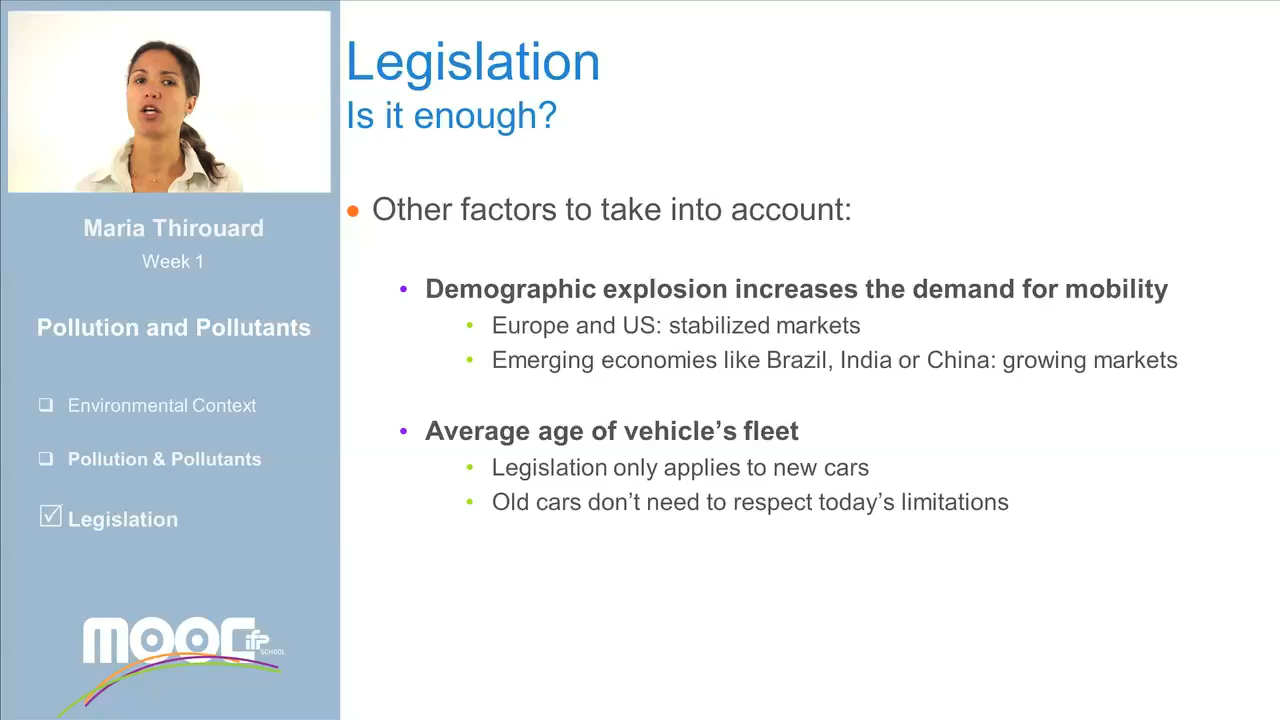 Legislation
Is it enough?
Other factors to take into account:
Demographic explosion increases the demand for mobility
Europe and US: stabilized markets
Emerging economies like Brazil, India or China: growing markets
Average age of vehicle’s fleet
Legislation only applies to new cars
Old cars don’t need to respect today’s limitations
Maria Thirouard
Week 1
Pollution and Pollutants
Environmental Context
Pollution & Pollutants
Legislation
MOOC ifp
SCHOOL